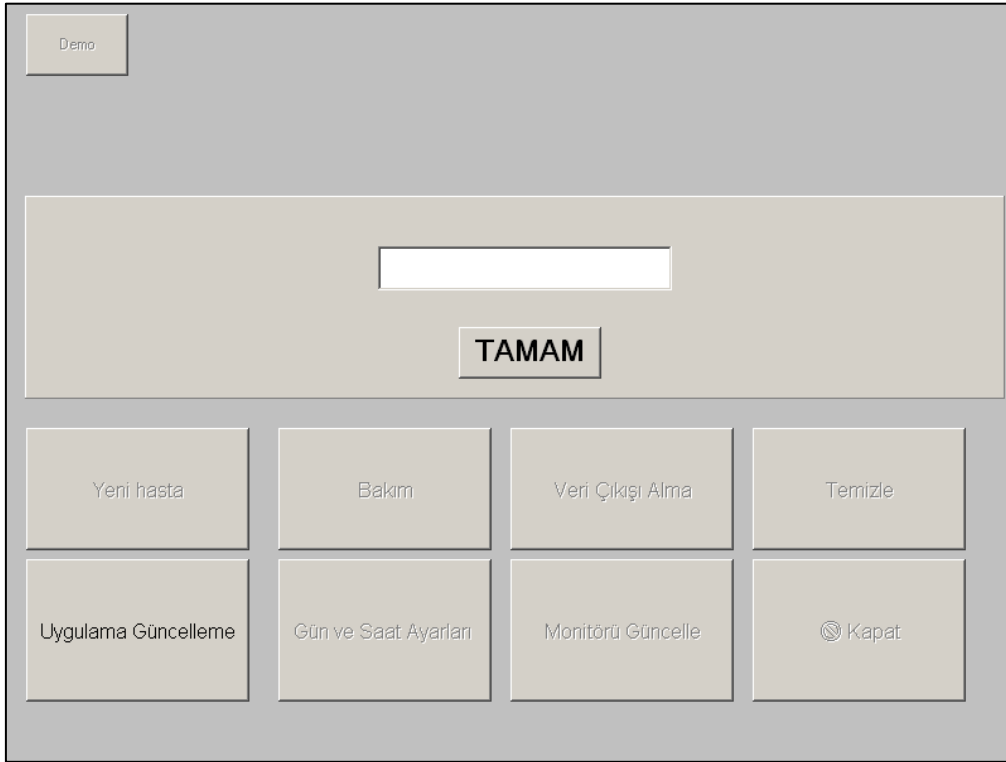 Demo
TAMAM
Yeni hasta
Bakım
Veri Çıkışı Alma
Temizle
Uygulama Güncelleme
Gün ve Saat Ayarları
Monitörü Güncelle
Kapat